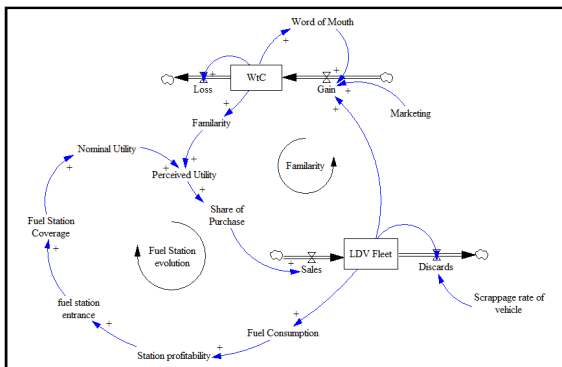 Word of Mouth
WtC
Loss
Gain
Marketing
Familarity
Nominal Utility
Perceived Utility
Familarity
Share of
Purchase
Fuel Station
Coverage
Fuel Station
evolution
LDV Fleet
Sales
Discards
Scrappage rate of
vehicle
fuel station
entrance
Fuel Consumption
Station profitability